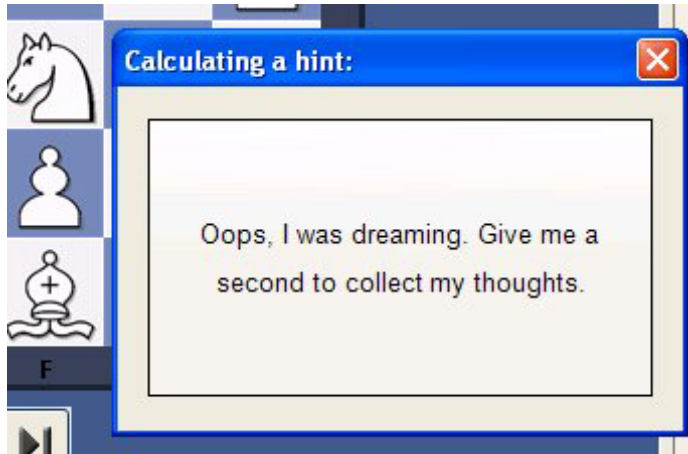 Calculating a hint:
Oops, I was dreaming. Give me a
second to collect my thoughts.
F